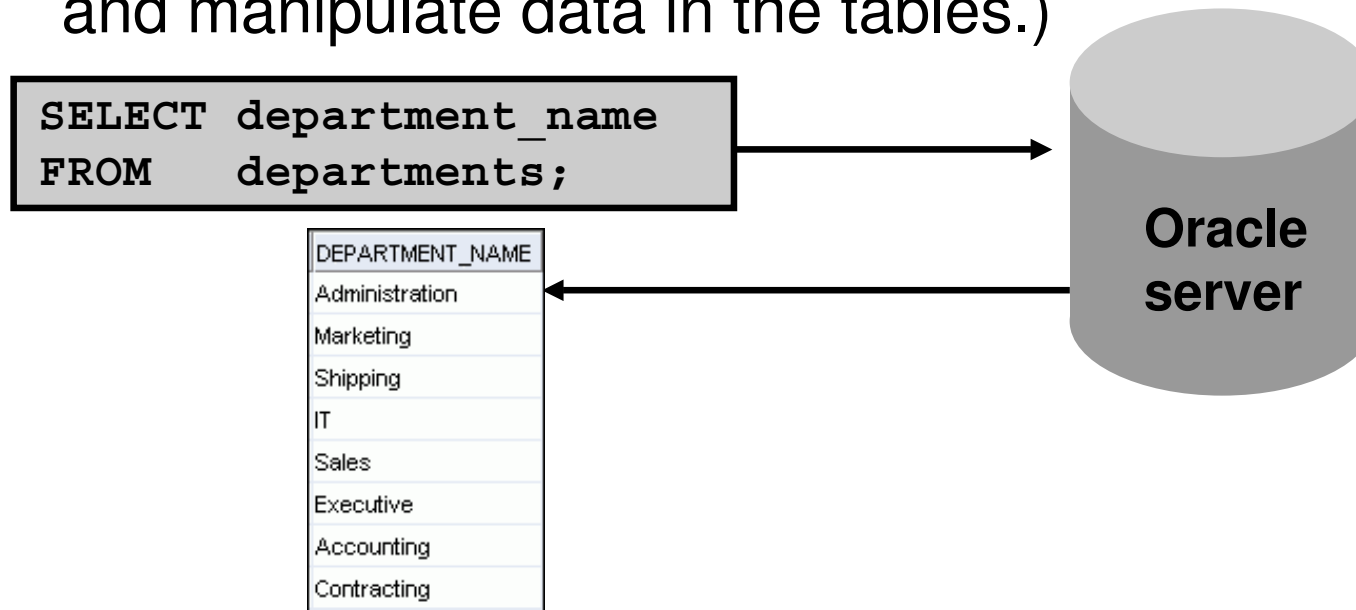 and manipulate data in the tables.)
SELECT department_name
FROM departments;
Oracle
server
DEPARTMENT_NAME
Administration
Marketing
Shipping
IT
Sales
Executive
Accounting
Contracting